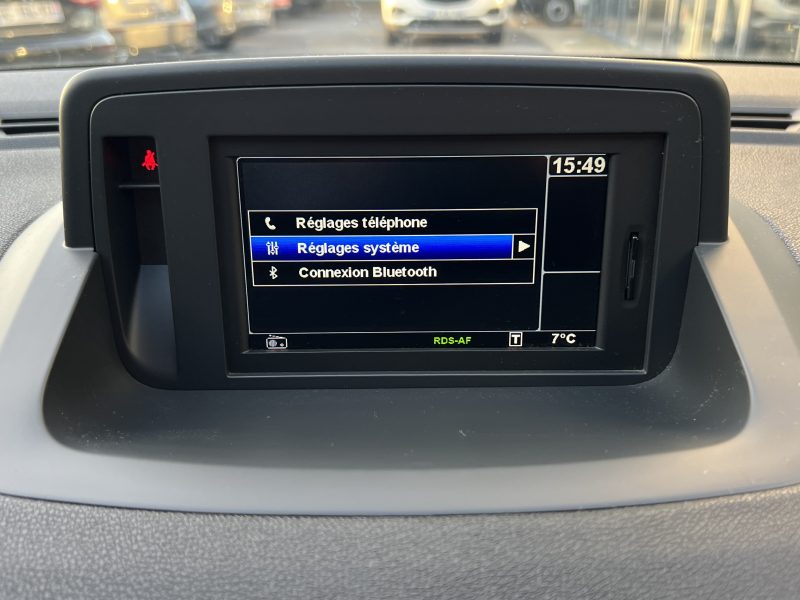 15:49
Réglages téléphone
Réglages système
Connexion Bluetooth
RDS-AF T 7°C